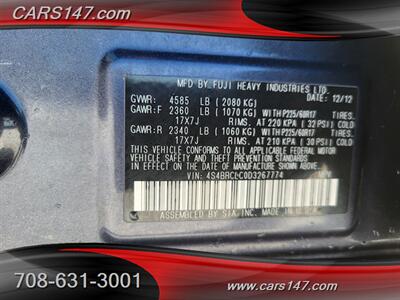 CARS147.com
MFD. BY FUJI HEAVY INDUSTRIES LTD.
GVWR: 4585 LB (2080 KG) DATE: 12/12
GAWR:F 2360 LB (1070 KG) WITH P225/60R17 TIRES.
17X7J RIMS. AT 220 KPA (32 PSI) COLD
GAWR:R 2340 LB (1060 KG) WITH P225/60R17 TIRES.
17X7J RIMS. AT 210 KPA (30 PSI) COLD
THIS VEHICLE CONFORMS TO ALL
APPLICABLE FEDERAL MOTOR
VEHICLE SAFETY, BUMPER, AND
THEFT PREVENTION STANDARDS IN
EFFECT ON THE DATE OF
MANUFACTURE SHOWN ABOVE.
VIN: 4S4BRCLC0D3267774
ASSEMBLED BY SIA, INC. IN
708-631-3001
cars147.com